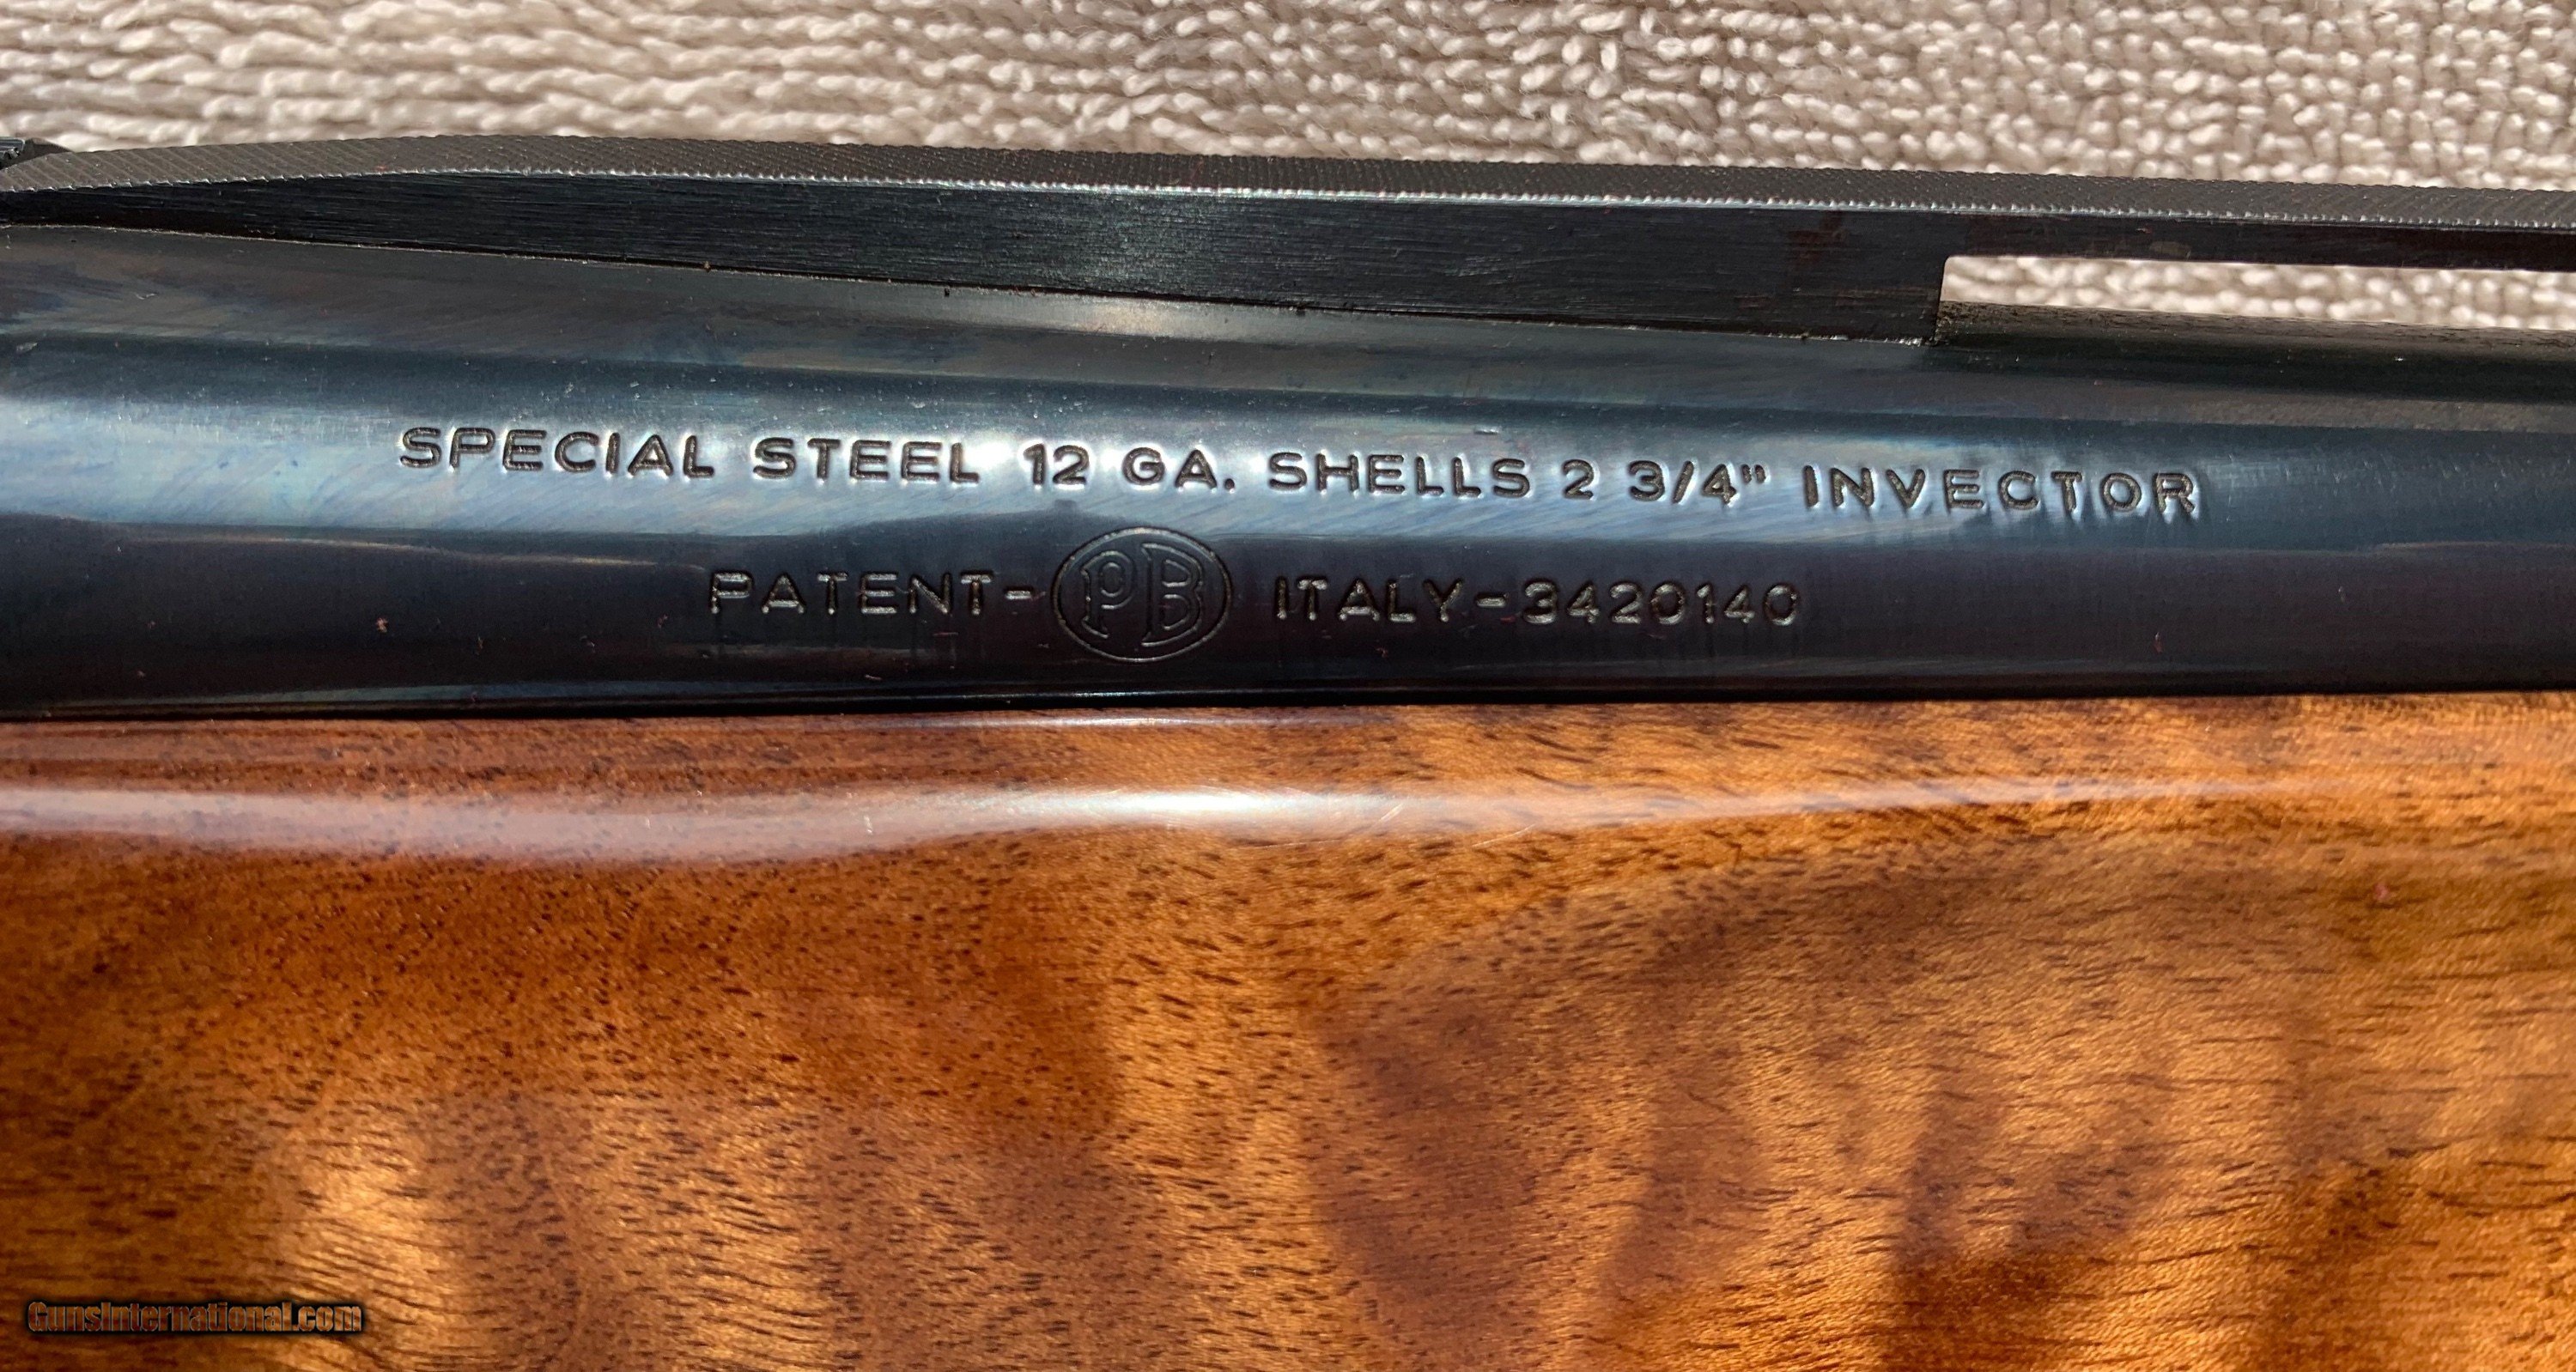 SPECIAL STEEL 12 GA. SHELLS 2 3/4" INVECTOR
PATENT-PB ITALY-3420140
GunsInternational.com